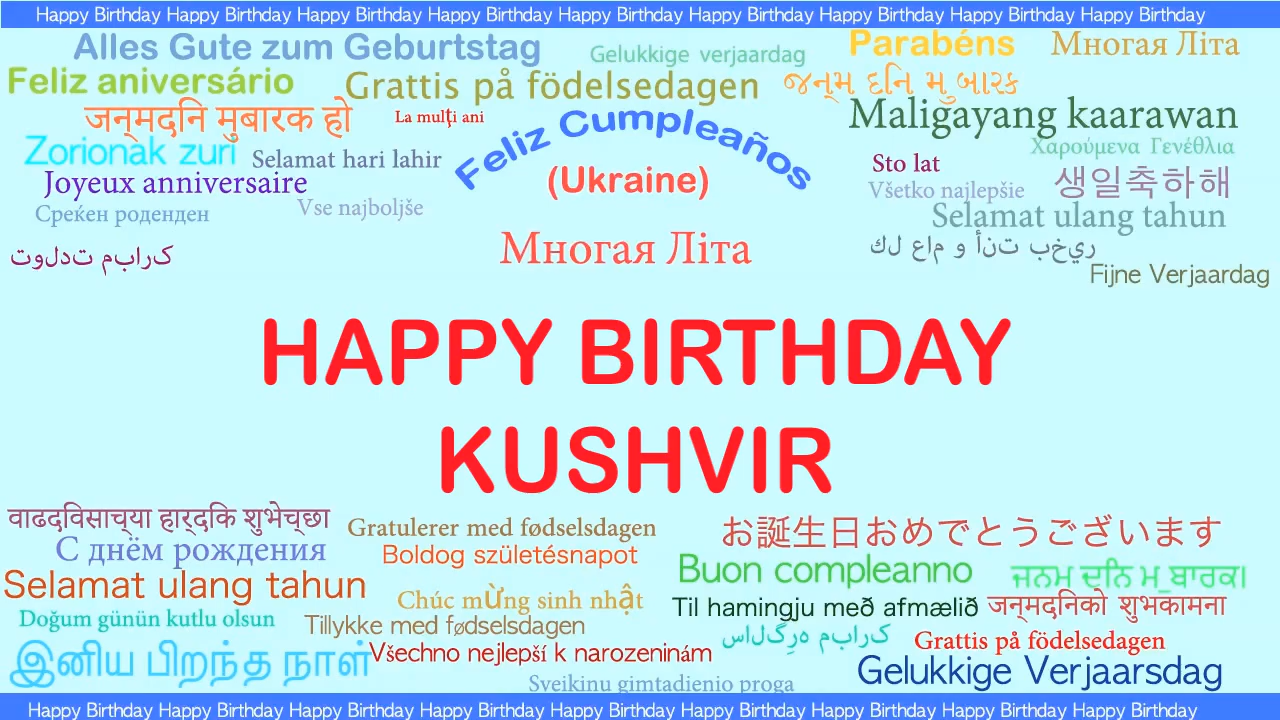 Happy Birthday Happy Birthday Happy Birthday Happy Birthday Happy Birthday Happy Birthday Happy Birthday Happy Birthday Happy Birthday
Alles Gute zum Geburtstag
Gelukkige verjaardag
Parabéns
Многая Літа
Feliz aniversário
Grattis på födelsedagen
જન્મ દિન મુબારક
जन्मदिन मुबारक हो
La mulţi ani
Feliz Cumpleaños
Maligayang kaarawan
Zorionak zuri
Selamat hari lahir
Χαρούμενα Γενέθλια
Sto lat
Joyeux anniversaire
(Ukraine)
Všetko najlepšie
생일축하해
Среќен роденден
Vse najboljše
Selamat ulang tahun
تولدت مبارک
Многая Літа
كل عام و أنت بخير
Fijne Verjaardag
HAPPY BIRTHDAY
KUSHVIR
वाढदिवसाच्या हार्दिक शुभेच्छा
Gratulerer med fødselsdagen
お誕生日おめでとうございます
С днём рождения
Boldog születésnapot
Buon compleanno
ਜਨਮ ਦਿਨ ਮੁਬਾਰਕ।
Selamat ulang tahun
Chúc mừng sinh nhật
Til hamingju með afmælið
जन्मदिनको शुभकामना
Doğum günün kutlu olsun
Tillykke med fødselsdagen
سالگرہ مبارک
Grattis på födelsedagen
இனிய பிறந்த நாள்
Všechno nejlepší k narozeninám
Gelukkige Verjaarsdag
Sveikinu gimtadienio proga
Happy Birthday Happy Birthday Happy Birthday Happy Birthday Happy Birthday Happy Birthday Happy Birthday Happy Birthday Happy Birthday